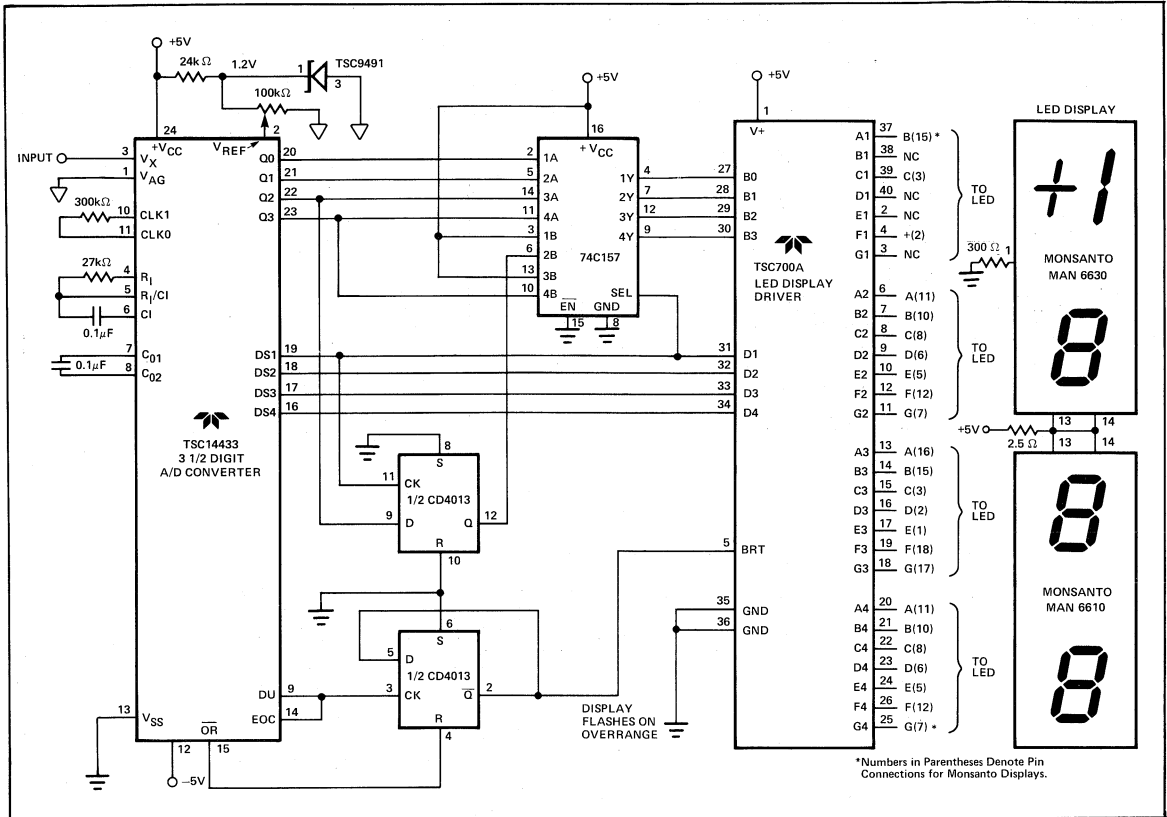 +5V
24k Ω
1.2V
1
TSC9491
3
100kΩ
2
24
+VCC
VREF
INPUT
3
VX
1
VAG
300kΩ
10
CLK1
11
CLK0
27kΩ
4
RI
5
RI/CI
6
CI
0.1μF
7
C01
0.1μF
8
C02
Q0
20
Q1
21
Q2
22
Q3
23
DS1
19
DS2
18
DS3
17
DS4
16
TSC14433
3 1/2 DIGIT
A/D CONVERTER
DU
9
EOC
14
13
VSS
OR
12
15
−5V
+5V
16
+VCC
2
1A
5
2A
14
3A
11
4A
3
1B
6
2B
13
3B
10
4B
1Y
4
2Y
7
3Y
12
4Y
9
74C157
SEL
EN
GND
15
8
8
S
11
CK
1/2 CD4013
9
D
Q
12
R
10
6
S
5
D
1/2 CD4013
3
CK
Q
2
R
4
DISPLAY
FLASHES ON
OVERRANGE
+5V
1
V+
27
B0
28
B1
29
B2
30
B3
TSC700A
LED DISPLAY
DRIVER
31
D1
32
D2
33
D3
34
D4
5
BRT
35
GND
36
GND
A1 37 B(15)*
B1 38 NC
C1 39 C(3)
D1 40 NC
E1 2 NC
F1 4 +(2)
G1 3 NC
TO
LED
A2 6 A(11)
B2 7 B(10)
C2 8 C(8)
D2 9 D(6)
E2 10 E(5)
F2 12 F(12)
G2 11 G(7)
TO
LED
A3 13 A(16)
B3 14 B(15)
C3 15 C(3)
D3 16 D(2)
E3 17 E(1)
F3 19 F(18)
G3 18 G(17)
TO
LED
A4 20 A(11)
B4 21 B(10)
C4 22 C(8)
D4 23 D(6)
E4 24 E(5)
F4 26 F(12)
G4 25 G(7)*
TO
LED
LED DISPLAY
+1
300 Ω
1
MONSANTO
MAN 6630
8
13
14
+5V
2.5 Ω
13
14
8
MONSANTO
MAN 6610
8
*Numbers in Parentheses Denote Pin
Connections for Monsanto Displays.